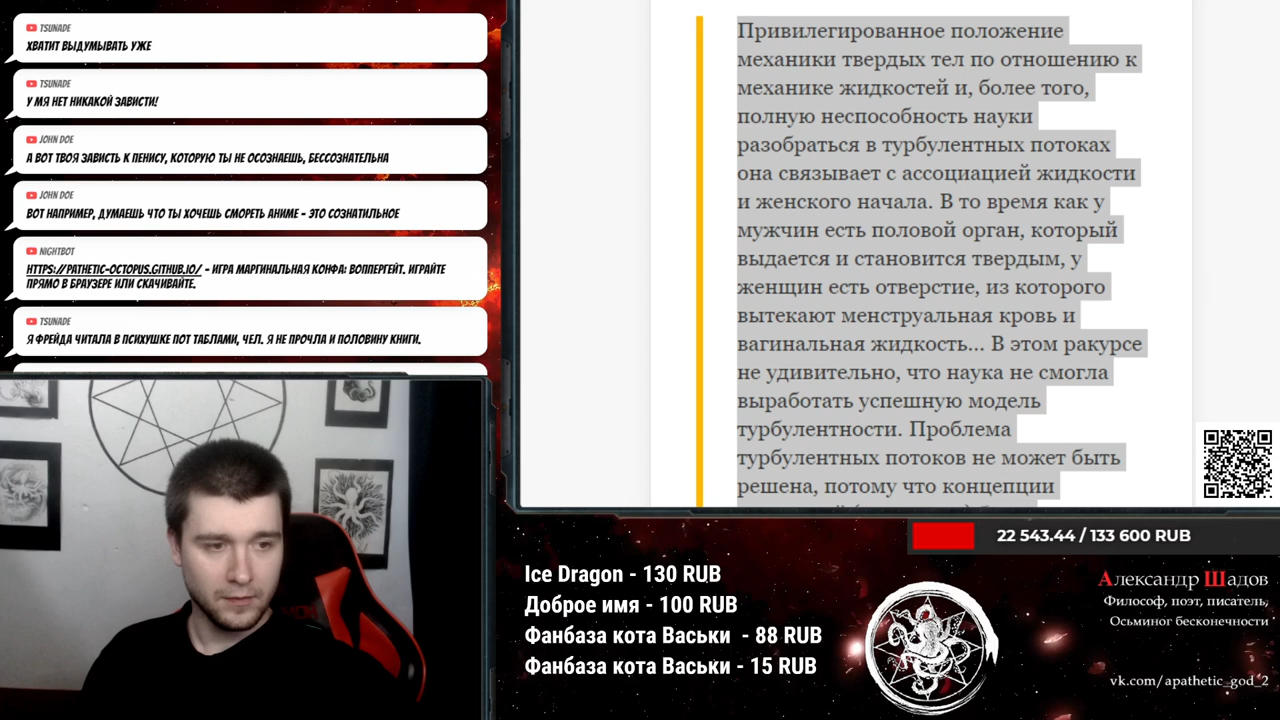 TSUNADE
ХВАТИТ ВЫДУМЫВАТЬ УЖЕ
TSUNADE
У МЯ НЕТ НИКАКОЙ ЗАВИСТИ!
JOHN DOE
А ВОТ ТВОЯ ЗАВИСТЬ К ПЕНИСУ, КОТОРУЮ ТЫ НЕ ОСОЗНАЕШЬ, БЕССОЗНАТЕЛЬНА
JOHN DOE
ВОТ НАПРИМЕР, ДУМАЕШЬ ЧТО ТЫ ХОЧЕШЬ СМОРЕТЬ АНИМЕ - ЭТО СОЗНАТИЛЬНОЕ
NIGHTBOT
HTTPS://PATHETIC-OCTOPUS.GITHUB.IO/ - ИГРА МАРГИНАЛЬНАЯ КОНФА: ВОППЕРГЕЙТ. ИГРАЙТЕ
ПРЯМО В БРАУЗЕРЕ ИЛИ СКАЧИВАЙТЕ.
TSUNADE
Я ФРЕЙДА ЧИТАЛА В ПСИХУШКЕ ПОТ ТАБЛАМИ, ЧЕЛ. Я НЕ ПРОЧЛА И ПОЛОВИНУ КНИГИ.
Привилегированное положение
механики твердых тел по отношению к
механике жидкостей и, более того,
полную неспособность науки
разобраться в турбулентных потоках
она связывает с ассоциацией жидкости
и женского начала. В то время как у
мужчин есть половой орган, который
выдается и становится твердым, у
женщин есть отверстие, из которого
вытекают менструальная кровь и
вагинальная жидкость... В этом ракурсе
не удивительно, что наука не смогла
выработать успешную модель
турбулентности. Проблема
турбулентных потоков не может быть
решена, потому что концепции
22 543.44 / 133 600 RUB
Ice Dragon - 130 RUB
Доброе имя - 100 RUB
Фанбаза кота Васьки - 88 RUB
Фанбаза кота Васьки - 15 RUB
Александр Шадов
Философ, поэт, писатель,
Осьминог бесконечности
vk.com/apathetic_god_2